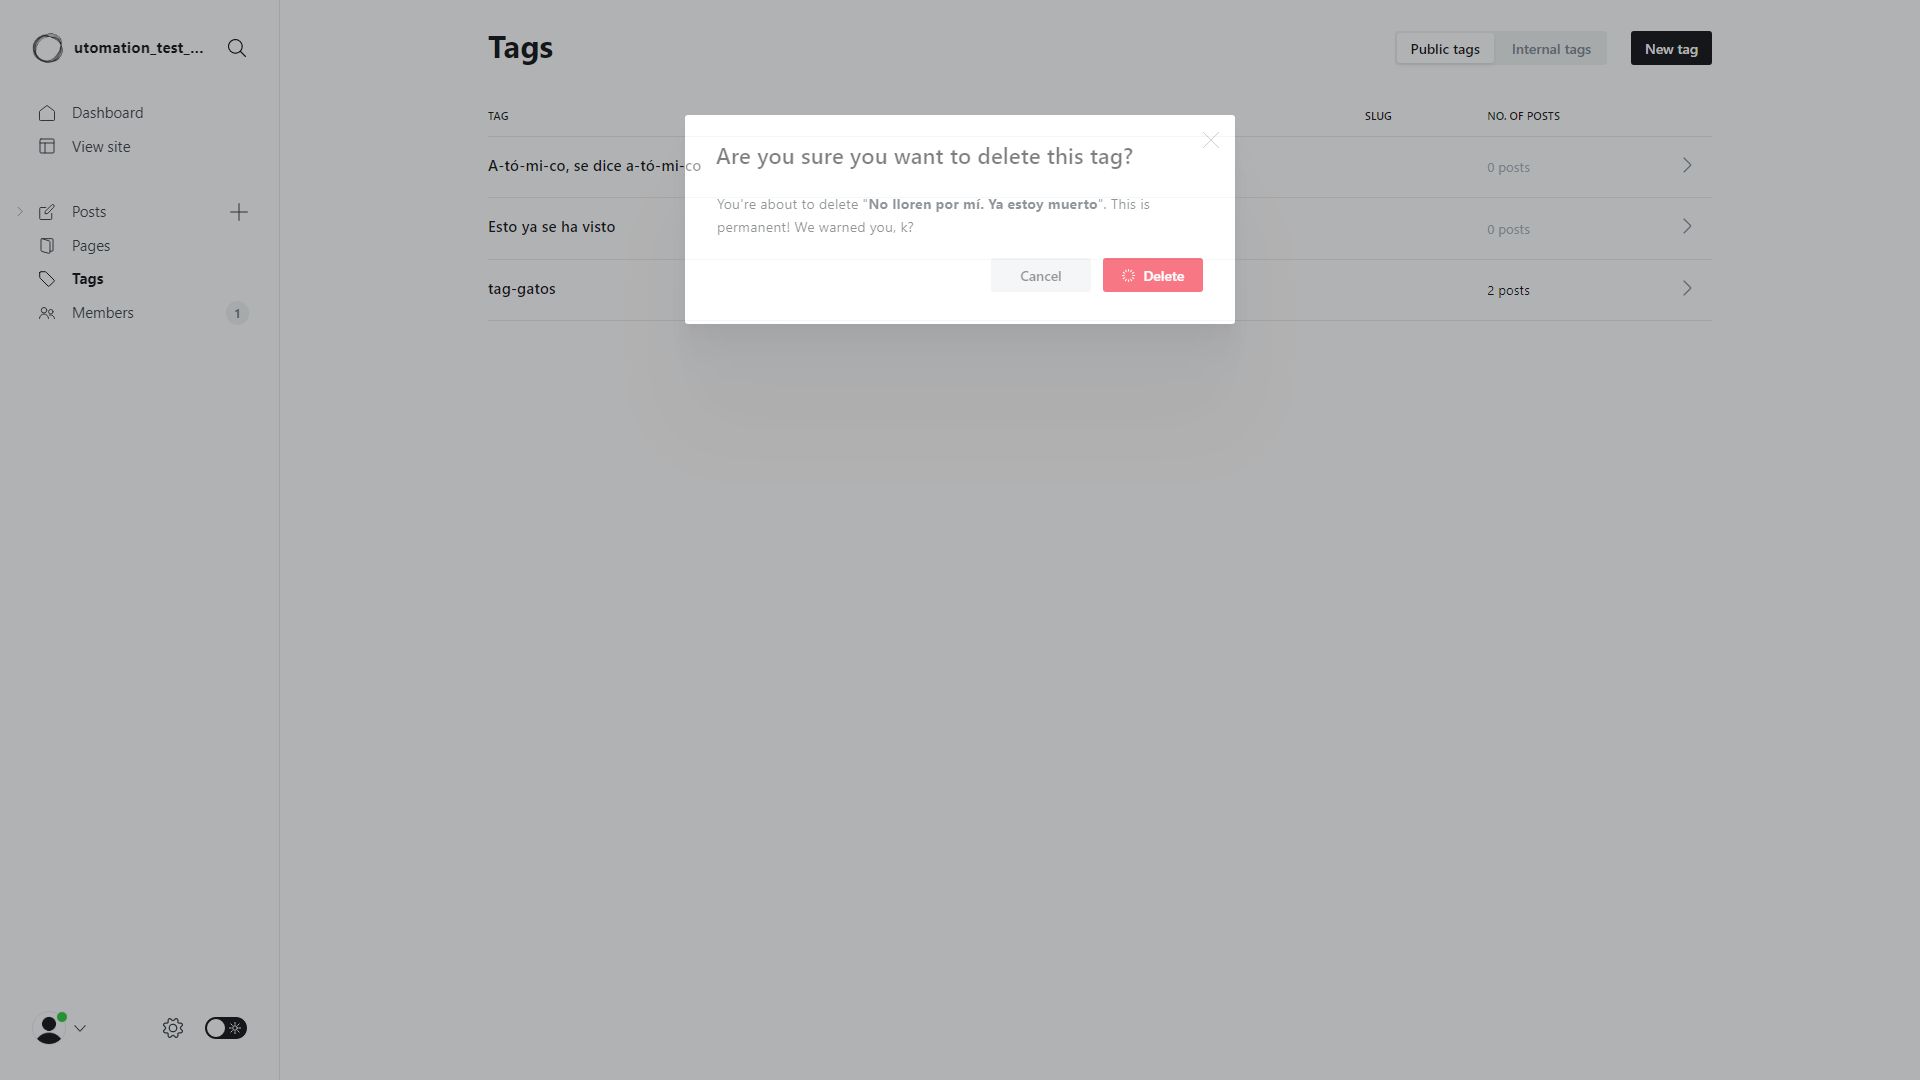 utomation_test_...
Dashboard
View site
Posts
Pages
Tags
Members
1
Tags
Public tags
Internal tags
New tag
TAG
SLUG
NO. OF POSTS
A-tó-mi-co, se dice a-tó-mi-co
0 posts
Esto ya se ha visto
0 posts
tag-gatos
2 posts
Are you sure you want to delete this tag?
You're about to delete "No lloren por mí. Ya estoy muerto". This is
permanent! We warned you, k?
Cancel
Delete